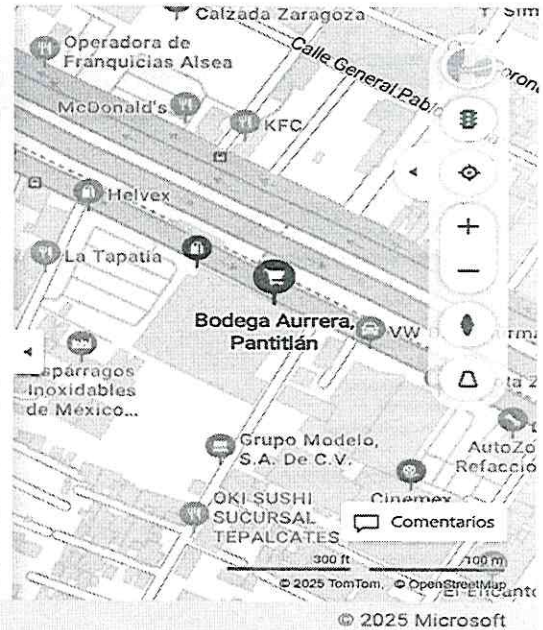 Calzada Zaragoza
Operadora de
Franquicias Alsea
Calle General Pablo
McDonald's
KFC
Helvex
La Tapatía
Bodega Aurrera,
Pantitlán
VW
Inoxidables
de México...
Grupo Modelo,
S.A. De C.V.
AutoZo
Refaccio
Cinemex
OKI SUSHI
SUCURSAL
TEPALCATES
Comentarios
300 ft
100 m
© 2025 TomTom, © OpenStreetMap
El Encanto
© 2025 Microsoft